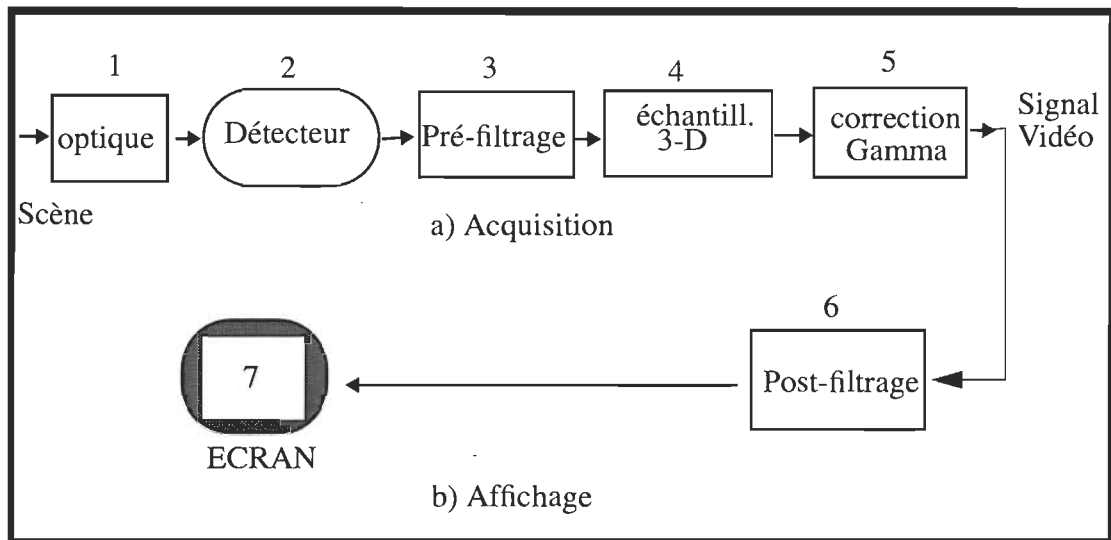 1
2
3
4
5
optique
Détecteur
Pré-filtrage
échantill.
3-D
correction
Gamma
Signal
Vidéo
Scène
a) Acquisition
6
Post-filtrage
7
ECRAN
b) Affichage